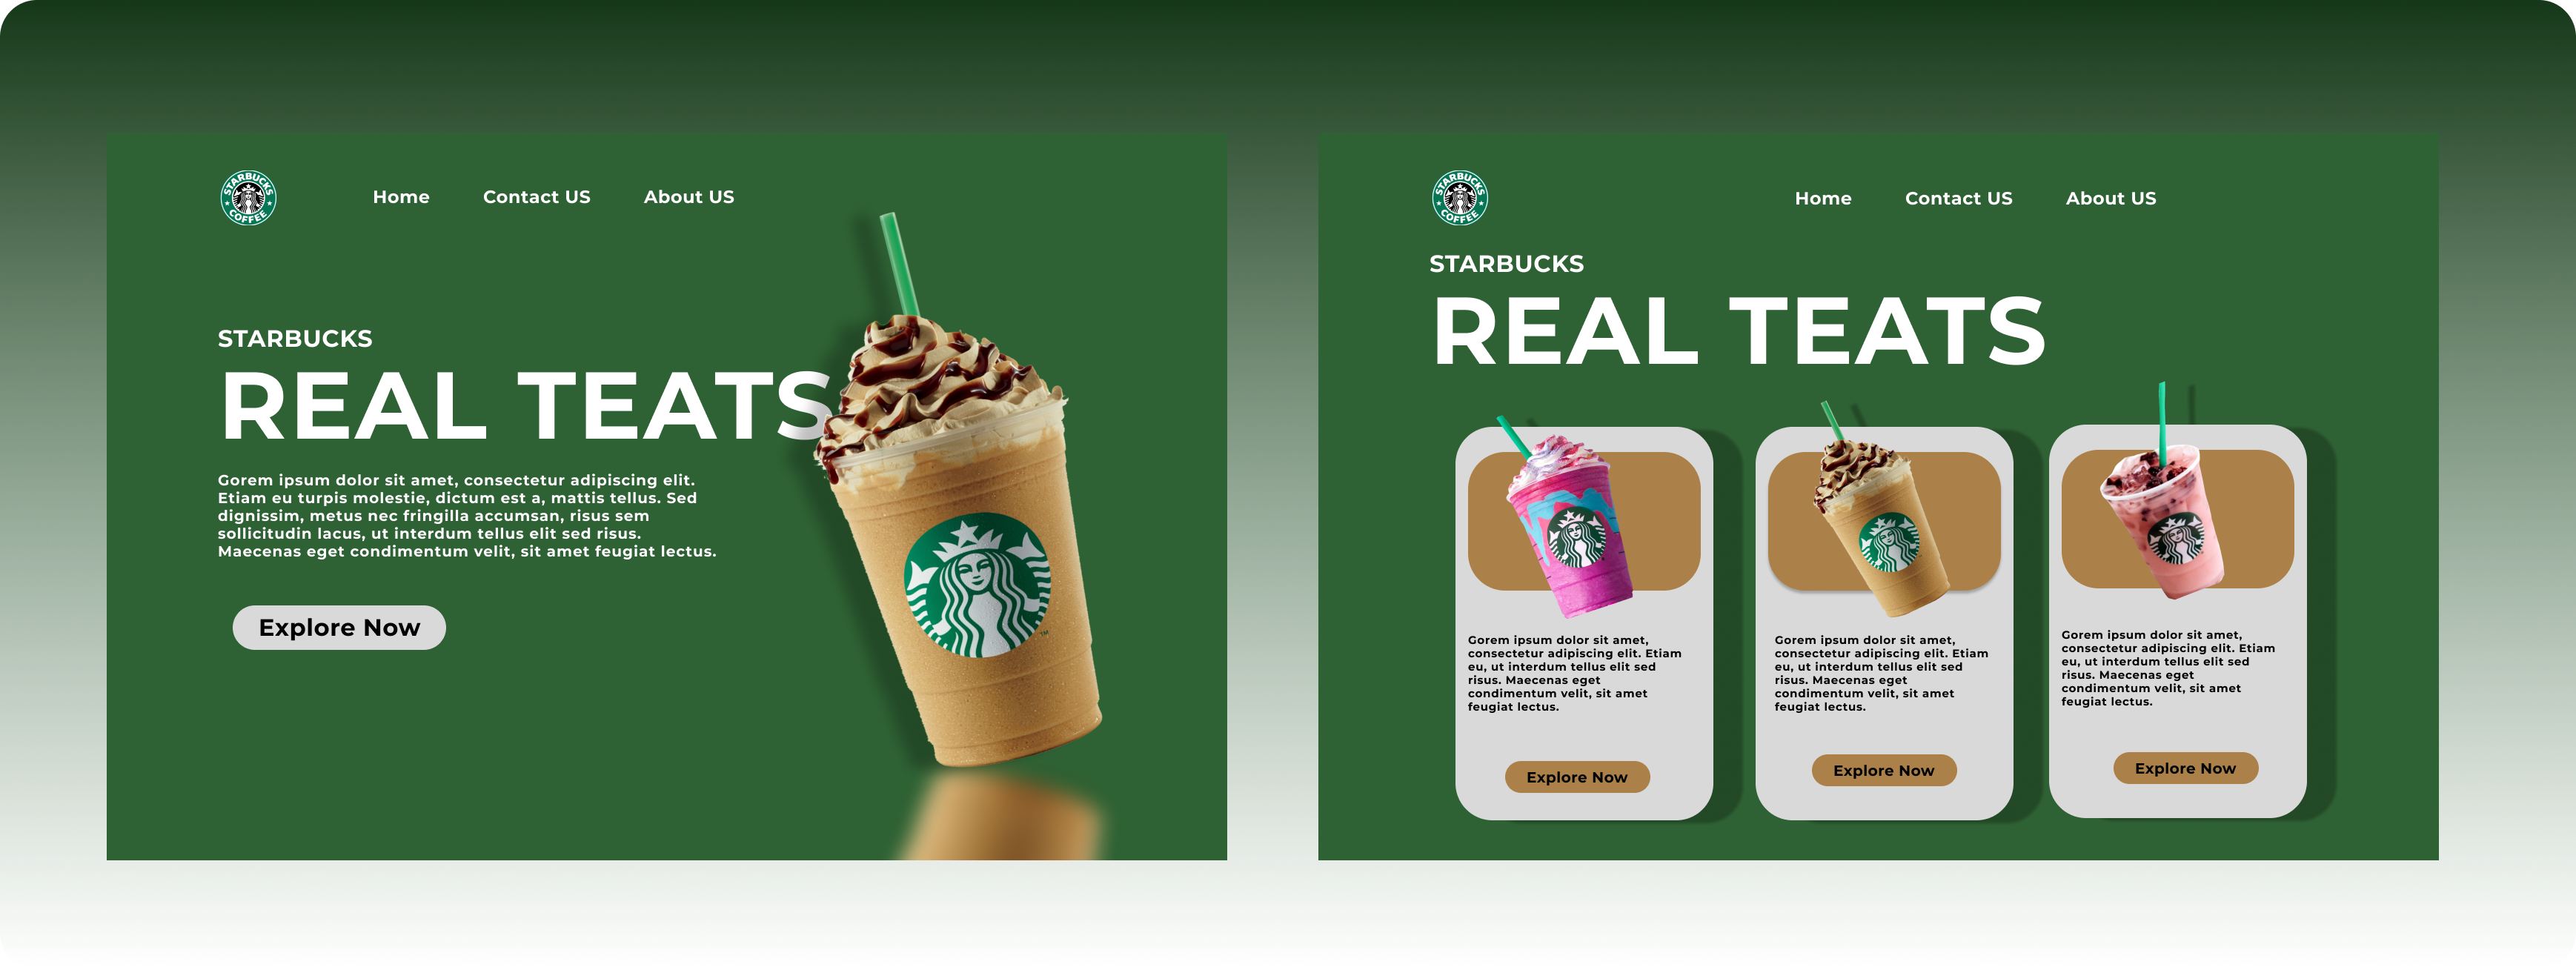 STARBUCKS
COFFEE
Home Contact US About US
STARBUCKS
REAL TEATS
Gorem ipsum dolor sit amet, consectetur adipiscing elit.
Etiam eu turpis molestie, dictum est a, mattis tellus. Sed
dignissim, metus nec fringilla accumsan, risus sem
sollicitudin lacus, ut interdum tellus elit sed risus.
Maecenas eget condimentum velit, sit amet feugiat lectus.
Explore Now
TM
STARBUCKS
COFFEE
Home Contact US About US
STARBUCKS
REAL TEATS
Gorem ipsum dolor sit amet,
consectetur adipiscing elit. Etiam
eu, ut interdum tellus elit sed
risus. Maecenas eget
condimentum velit, sit amet
feugiat lectus.
Explore Now
Gorem ipsum dolor sit amet,
consectetur adipiscing elit. Etiam
eu, ut interdum tellus elit sed
risus. Maecenas eget
condimentum velit, sit amet
feugiat lectus.
Explore Now
Gorem ipsum dolor sit amet,
consectetur adipiscing elit. Etiam
eu, ut interdum tellus elit sed
risus. Maecenas eget
condimentum velit, sit amet
feugiat lectus.
Explore Now